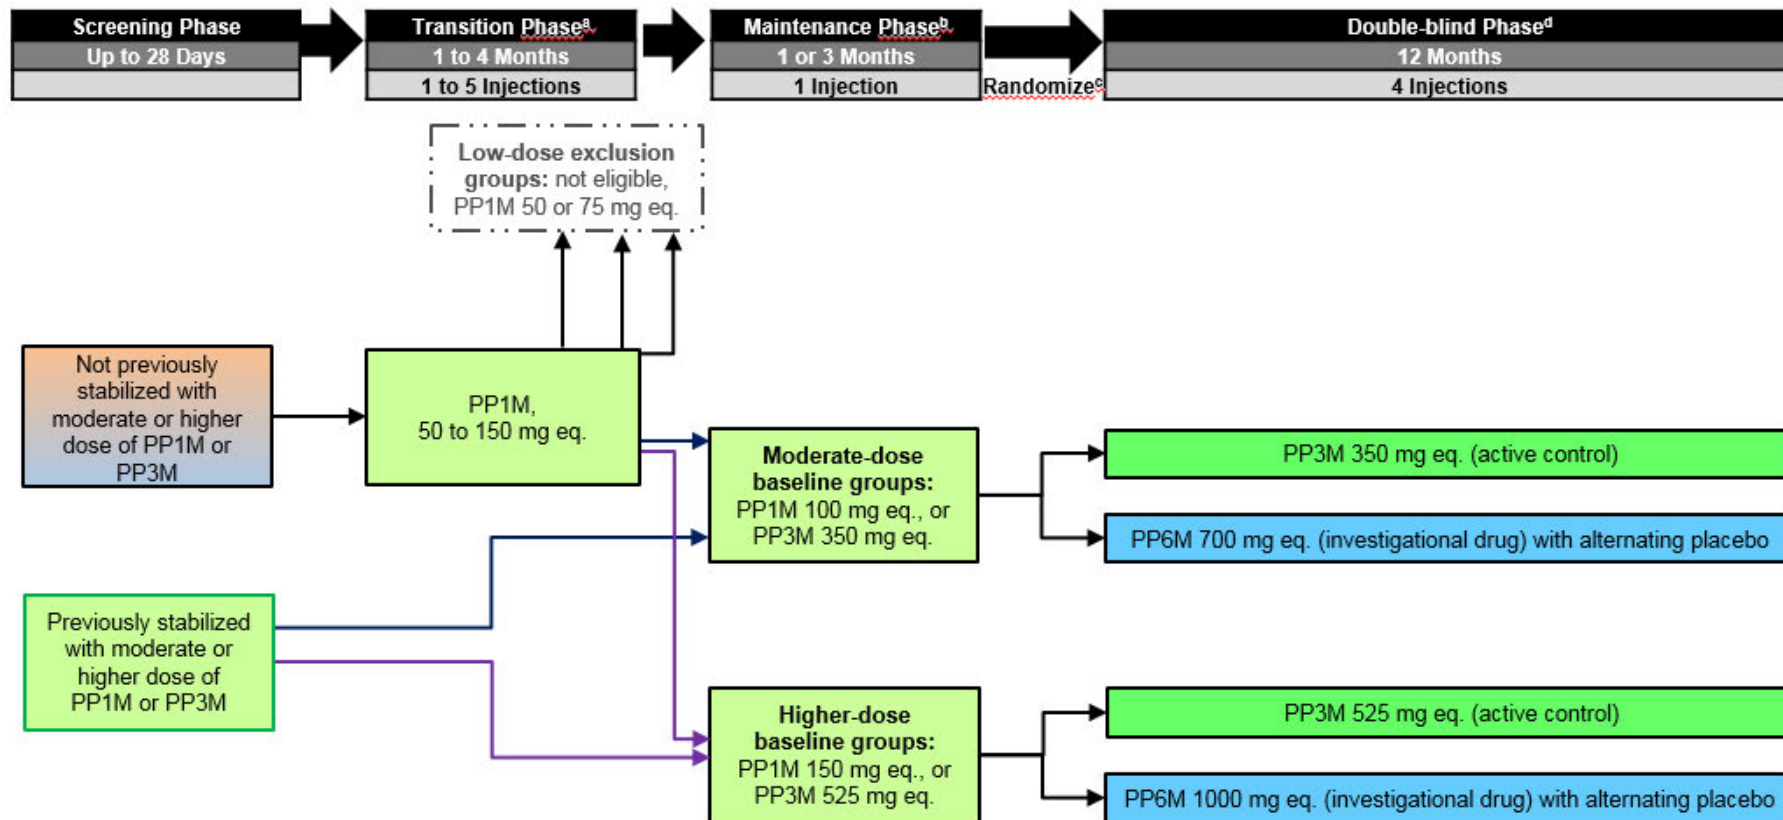 Screening Phase
Up to 28 Days
Transition Phaseᵃ
1 to 4 Months
1 to 5 Injections
Maintenance Phaseᵇ
1 or 3 Months
1 Injection
Randomizeᶜ
Double-blind Phaseᵈ
12 Months
4 Injections
Low-dose exclusion
groups: not eligible,
PP1M 50 or 75 mg eq.
Not previously
stabilized with
moderate or higher
dose of PP1M or
PP3M
PP1M,
50 to 150 mg eq.
Moderate-dose
baseline groups:
PP1M 100 mg eq., or
PP3M 350 mg eq.
PP3M 350 mg eq. (active control)
PP6M 700 mg eq. (investigational drug) with alternating placebo
Previously stabilized
with moderate or
higher dose of
PP1M or PP3M
Higher-dose
baseline groups:
PP1M 150 mg eq., or
PP3M 525 mg eq.
PP3M 525 mg eq. (active control)
PP6M 1000 mg eq. (investigational drug) with alternating placebo